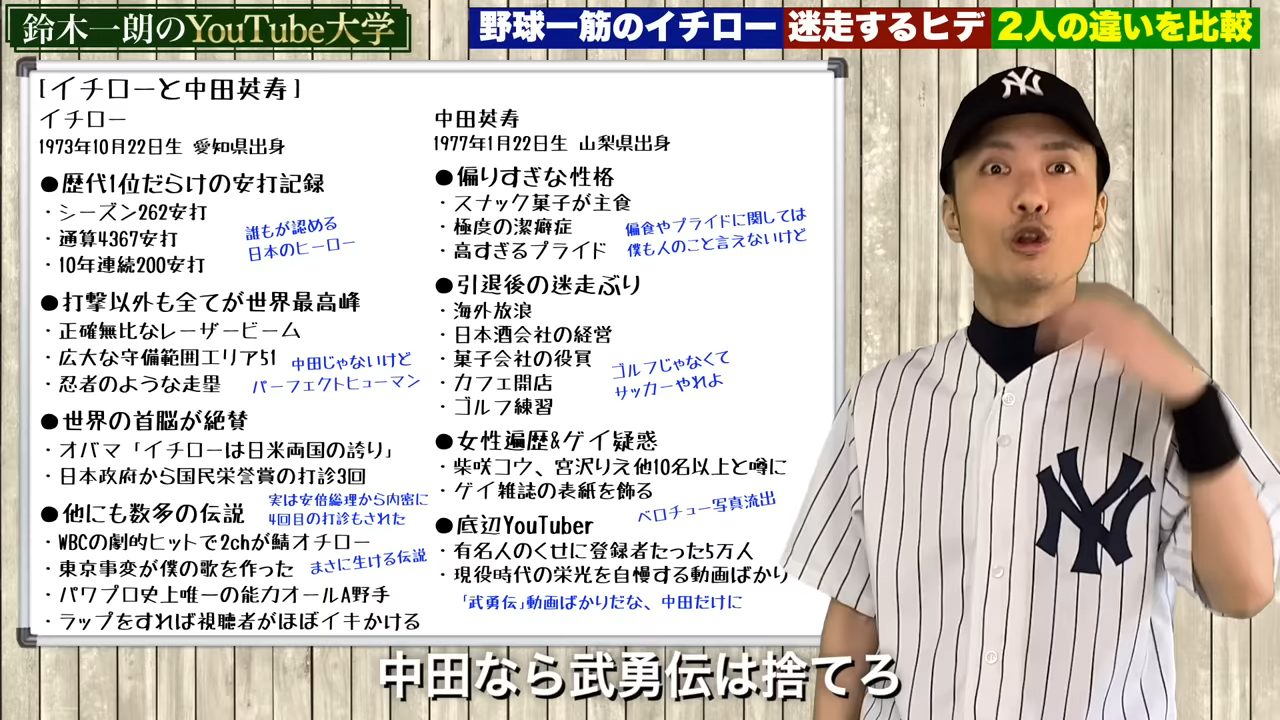 鈴木一朗のYouTube大学
野球一筋のイチロー 迷走するヒデ 2人の違いを比較
[イチローと中田英寿]
イチロー
1973年10月22日生 愛知県出身
●歴代1位だらけの安打記録
・シーズン262安打
・通算4367安打
・10年連続200安打
誰もが認める
日本のヒーロー
●打撃以外も全てが世界最高峰
・正確無比なレーザービーム
・広大な守備範囲エリア51
・忍者のような走塁
中田じゃないけど
パーフェクトヒューマン
●世界の首脳が絶賛
・オバマ「イチローは日米両国の誇り」
・日本政府から国民栄誉賞の打診3回
実は安倍総理から内密に
4回目の打診もされた
●他にも数多の伝説
・WBCの劇的ヒットで2chが鯖オチロー
・東京事変が僕の歌を作った
まさに生ける伝説
・パワプロ史上唯一の能力オールA野手
・ラップをすれば視聴者がほぼイキかける
中田英寿
1977年1月22日生 山梨県出身
●偏りすぎな性格
・スナック菓子が主食
・極度の潔癖症
・高すぎるプライド
偏食やプライドに関しては
僕も人のこと言えないけど
●引退後の迷走ぶり
・海外放浪
・日本酒会社の経営
・菓子会社の役員
・カフェ開店
・ゴルフ練習
ゴルフじゃなくて
サッカーやれよ
●女性遍歴&ゲイ疑惑
・柴咲コウ、宮沢りえ他10名以上と噂に
・ゲイ雑誌の表紙を飾る
ベロチュー写真流出
●底辺YouTuber
・有名人のくせに登録者たった5万人
・現役時代の栄光を自慢する動画ばかり
「武勇伝」動画ばかりだな、中田だけに
NY
NY
中田なら武勇伝は捨てろ